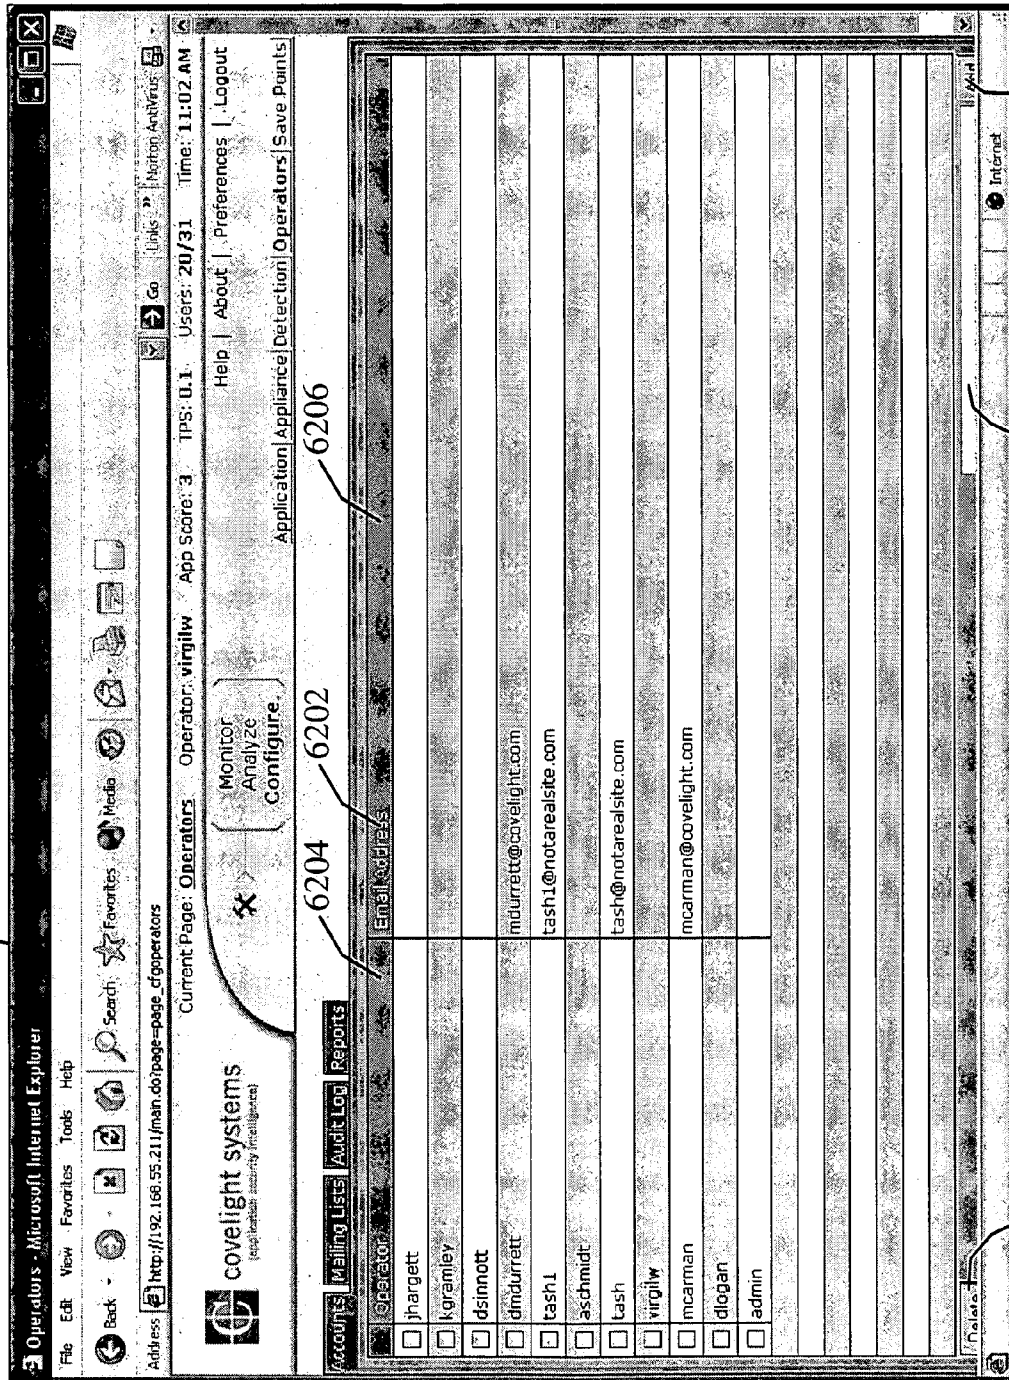 Operators - Microsoft Internet Explorer
File Edit View Favorites Tools Help
Back Search Favorites Media
Address http://192.168.55.211/main.do?page=page_cfgoperators Go Links » Norton AntiVirus
Current Page: Operators Operator: virgilw App Score: 3 TPS: 0.1 Users: 20/31 Time: 11:02 AM
covelight systems
[application security intelligence]
Monitor
Analyze
Configure
Help | About | Preferences | Logout
Application Appliance Detection Operators Save Points
6204 6202 6206
Accounts Mailing Lists Audit Log Reports
Operator Email Address
jhargett
kgramley
dsinnott
dmdurrett mdurrett@covelight.com
tash1 tash1@notarealsite.com
aschmidt
tash tash@notarealsite.com
virgilw
mcarman mcarman@covelight.com
dlogan
admin
Delete Add
Internet